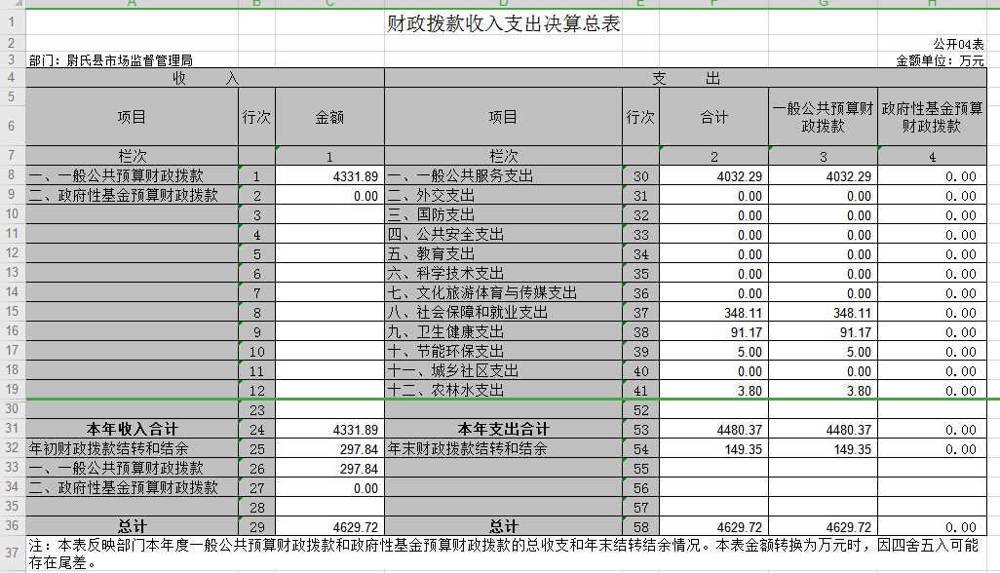 A B C D E F G H
1 财政拨款收入支出决算总表
2 公开04表
3 部门：尉氏县市场监督管理局 金额单位：万元
4 收 入 支 出
5
6 项目 行次 金额 项目 行次 合计 一般公共预算财政拨款 政府性基金预算财政拨款
7 栏次 1 栏次 2 3 4
8 一、一般公共预算财政拨款 1 4331.89 一、一般公共服务支出 30 4032.29 4032.29 0.00
9 二、政府性基金预算财政拨款 2 0.00 二、外交支出 31 0.00 0.00 0.00
10 3 三、国防支出 32 0.00 0.00 0.00
11 4 四、公共安全支出 33 0.00 0.00 0.00
12 5 五、教育支出 34 0.00 0.00 0.00
13 6 六、科学技术支出 35 0.00 0.00 0.00
14 7 七、文化旅游体育与传媒支出 36 0.00 0.00 0.00
15 8 八、社会保障和就业支出 37 348.11 348.11 0.00
16 9 九、卫生健康支出 38 91.17 91.17 0.00
17 10 十、节能环保支出 39 5.00 5.00 0.00
18 11 十一、城乡社区支出 40 0.00 0.00 0.00
19 12 十二、农林水支出 41 3.80 3.80 0.00
30 23 52
31 本年收入合计 24 4331.89 本年支出合计 53 4480.37 4480.37 0.00
32 年初财政拨款结转和结余 25 297.84 年末财政拨款结转和结余 54 149.35 149.35 0.00
33 一、一般公共预算财政拨款 26 297.84 55
34 二、政府性基金预算财政拨款 27 0.00 56
35 28 57
36 总计 29 4629.72 总计 58 4629.72 4629.72 0.00
37 注：本表反映部门本年度一般公共预算财政拨款和政府性基金预算财政拨款的总收支和年末结转结余情况。本表金额转换为万元时，因四舍五入可能
存在尾差。